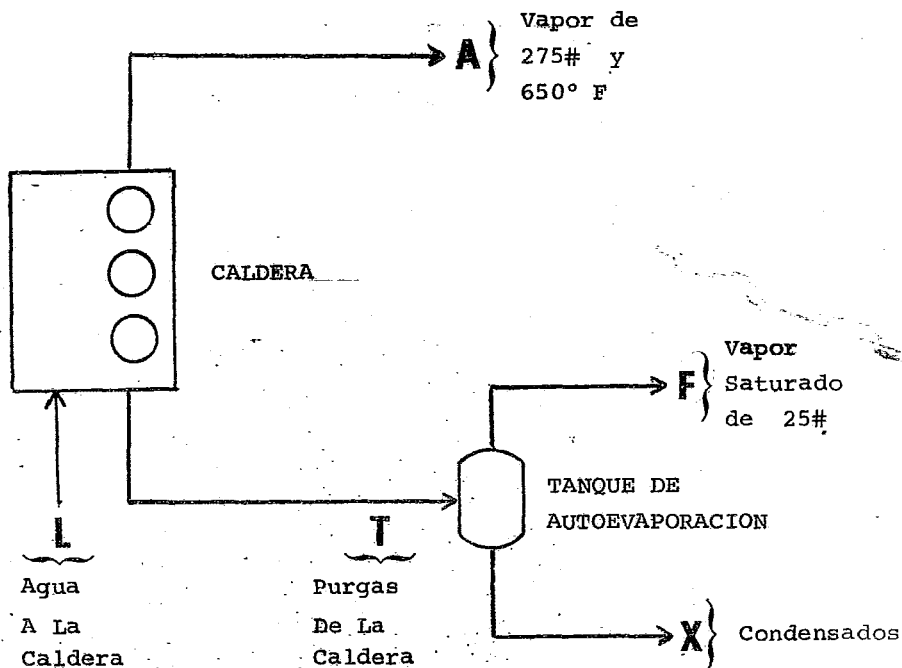 Vapor de
A } 275# y
650° F
CALDERA
Vapor
F } Saturado
de 25#
TANQUE DE
AUTOEVAPORACION
L
Agua
A La
Caldera
T
Purgas
De La
Caldera
X } Condensados